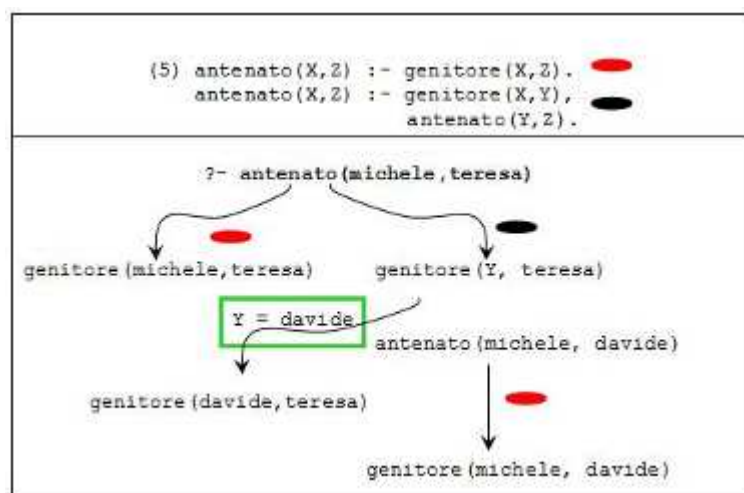 (5) antenato(X,Z) :- genitore(X,Z).
antenato(X,Z) :- genitore(X,Y),
antenato(Y,Z).
?- antenato(michele,teresa)
genitore(michele,teresa) genitore(Y, teresa)
Y = davide
antenato(michele, davide)
genitore(davide,teresa)
genitore(michele, davide)